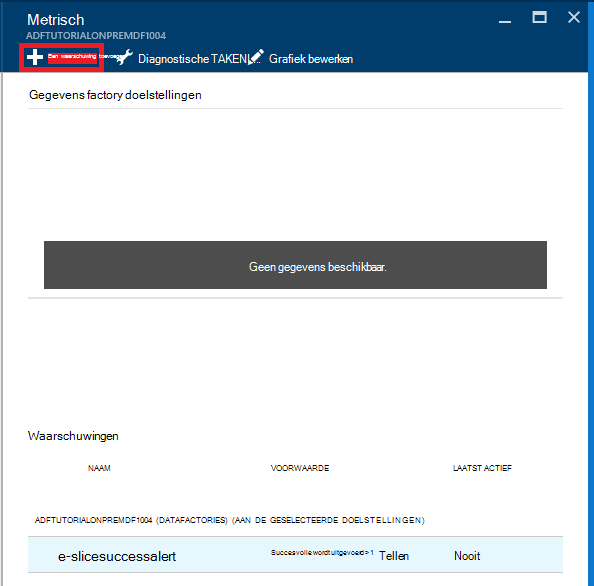 Metrisch
ADFTUTORIALONPREMDF1004
Een waarschuwing toevoegen Diagnostische TAKENL... Grafiek bewerken
Gegevens factory doelstellingen
Geen gegevens beschikbaar.
Waarschuwingen
NAAM VOORWAARDE LAATST ACTIEF
ADFTUTORIALONPREMDF1004 (DATAFACTORIES) (AAN DE GESELECTEERDE DOELSTELLINGEN)
e-slicesuccessalert Succesvolle wordt uitgevoerd > 1 Tellen Nooit